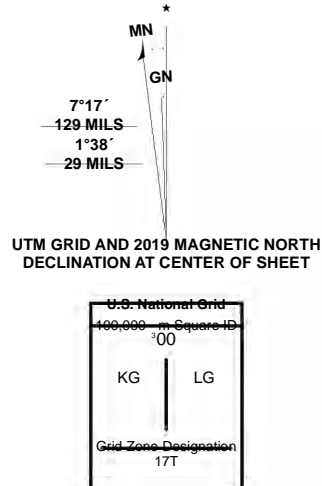 ★
MN
GN
7°17´
129 MILS
1°38´
29 MILS
UTM GRID AND 2019 MAGNETIC NORTH
DECLINATION AT CENTER OF SHEET
U.S. National Grid
100,000 - m Square ID
³00
KG LG
Grid Zone Designation
17T